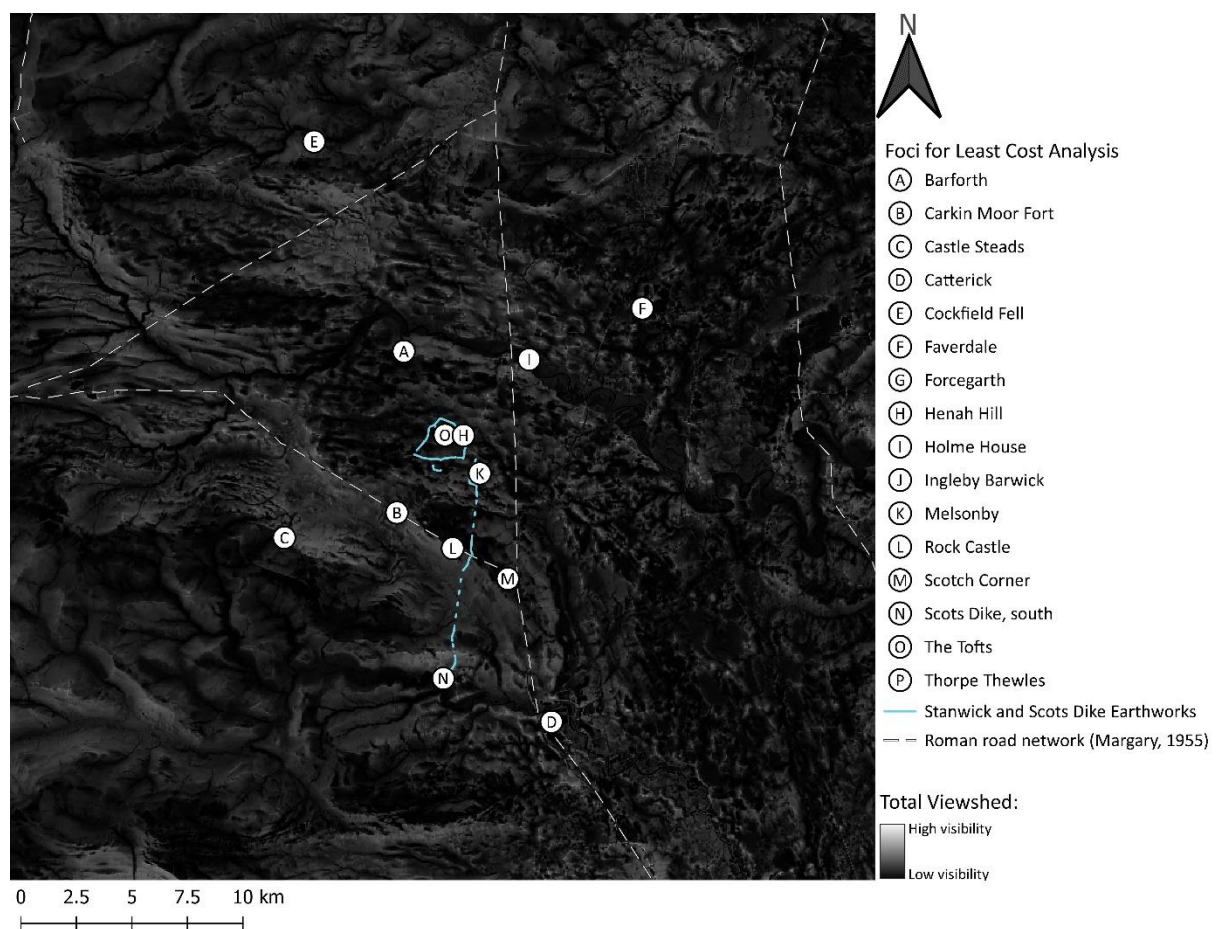 N
E
F
A
I
O
H
K
B
C
L
M
N
D
Foci for Least Cost Analysis
A Barforth
B Carkin Moor Fort
C Castle Steads
D Catterick
E Cockfield Fell
F Faverdale
G Forcegarth
H Henah Hill
I Holme House
J Ingleby Barwick
K Melsonby
L Rock Castle
M Scotch Corner
N Scots Dike, south
O The Tofts
P Thorpe Thewles
Stanwick and Scots Dike Earthworks
Roman road network (Margary, 1955)
Total Viewshed:
High visibility
Low visibility
0 2.5 5 7.5 10 km